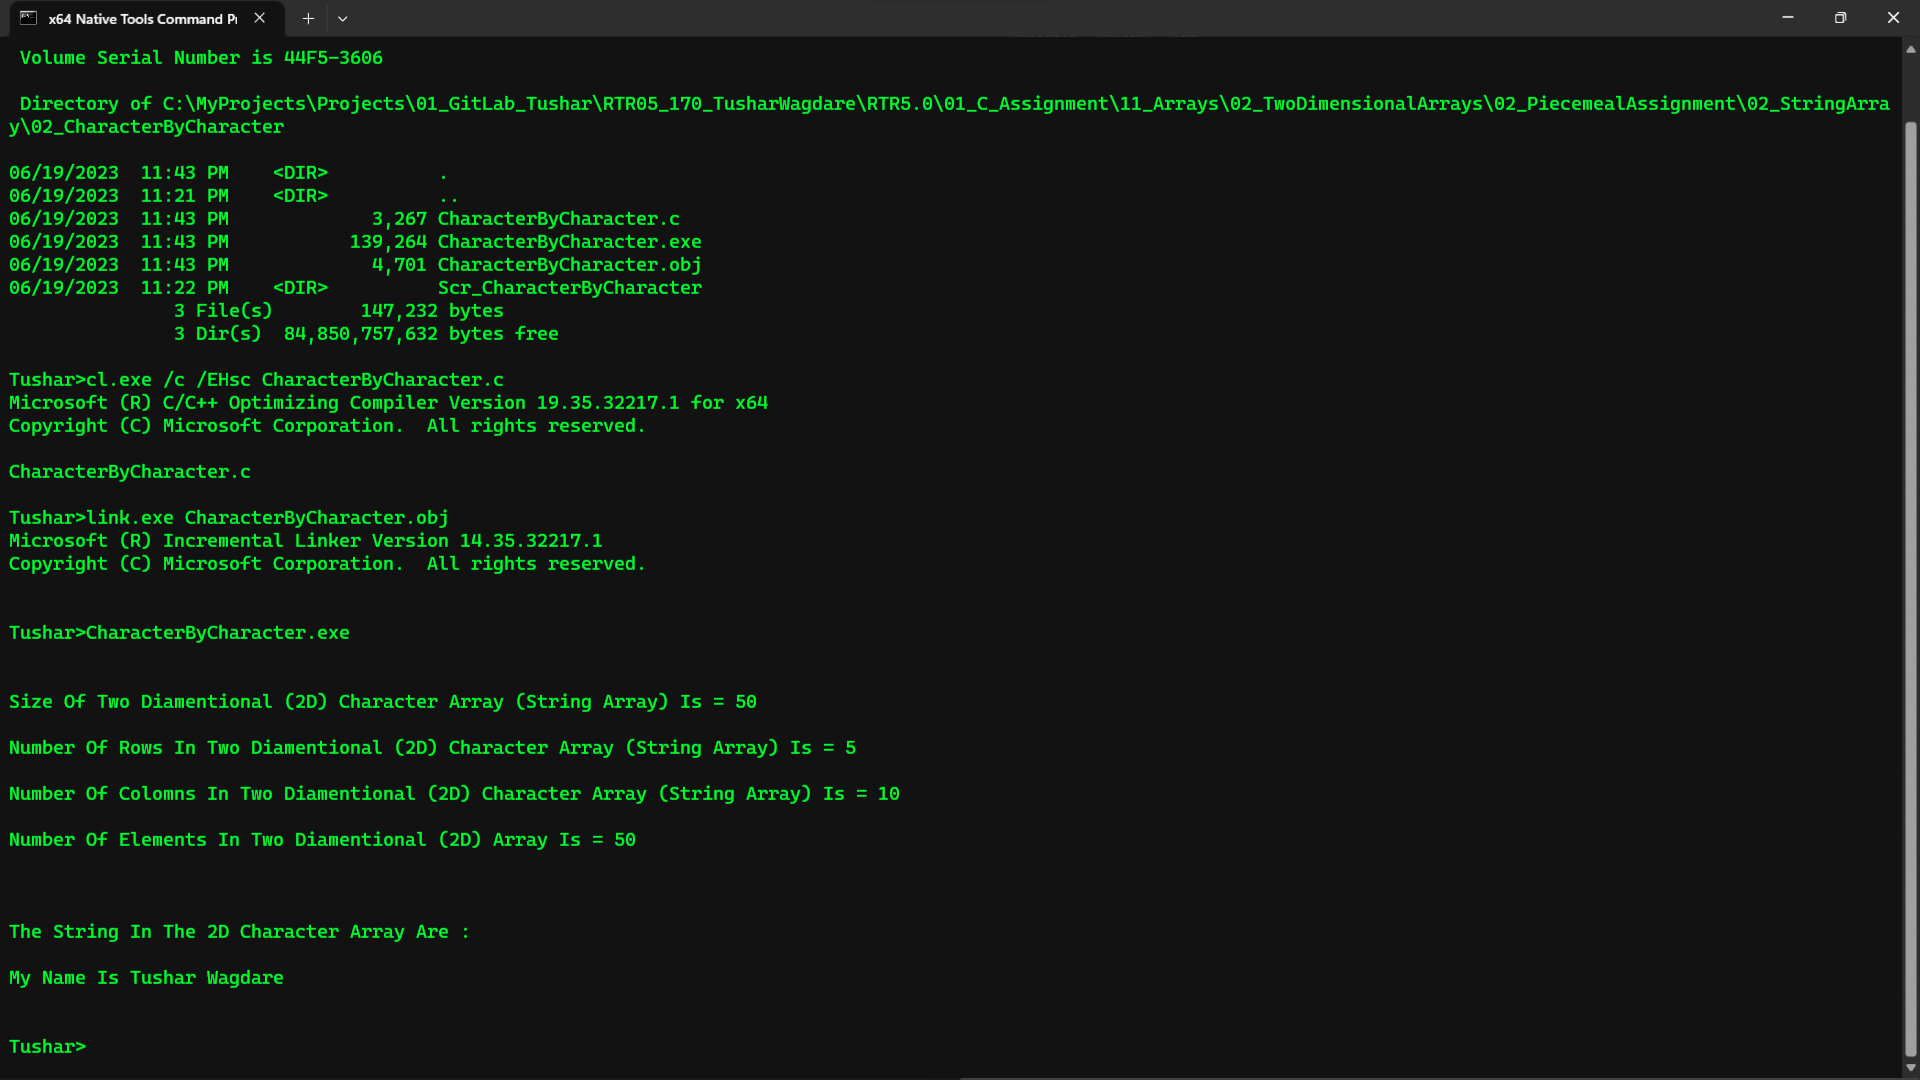 x64 Native Tools Command P
Volume Serial Number is 44F5-3606
Directory of C:\MyProjects\Projects\01_GitLab_Tushar\RTR05_170_TusharWagdare\RTR5.0\01_C_Assignment\11_Arrays\02_TwoDimensionalArrays\02_PiecemealAssignment\02_StringArra
y\02_CharacterByCharacter
06/19/2023  11:43 PM    <DIR>          .
06/19/2023  11:21 PM    <DIR>          ..
06/19/2023  11:43 PM             3,267 CharacterByCharacter.c
06/19/2023  11:43 PM           139,264 CharacterByCharacter.exe
06/19/2023  11:43 PM             4,701 CharacterByCharacter.obj
06/19/2023  11:22 PM    <DIR>          Scr_CharacterByCharacter
3 File(s)        147,232 bytes
3 Dir(s)  84,850,757,632 bytes free
Tushar>cl.exe /c /EHsc CharacterByCharacter.c
Microsoft (R) C/C++ Optimizing Compiler Version 19.35.32217.1 for x64
Copyright (C) Microsoft Corporation.  All rights reserved.
CharacterByCharacter.c
Tushar>link.exe CharacterByCharacter.obj
Microsoft (R) Incremental Linker Version 14.35.32217.1
Copyright (C) Microsoft Corporation.  All rights reserved.
Tushar>CharacterByCharacter.exe
Size Of Two Diamentional (2D) Character Array (String Array) Is = 50
Number Of Rows In Two Diamentional (2D) Character Array (String Array) Is = 5
Number Of Colomns In Two Diamentional (2D) Character Array (String Array) Is = 10
Number Of Elements In Two Diamentional (2D) Array Is = 50
The String In The 2D Character Array Are :
My Name Is Tushar Wagdare
Tushar>